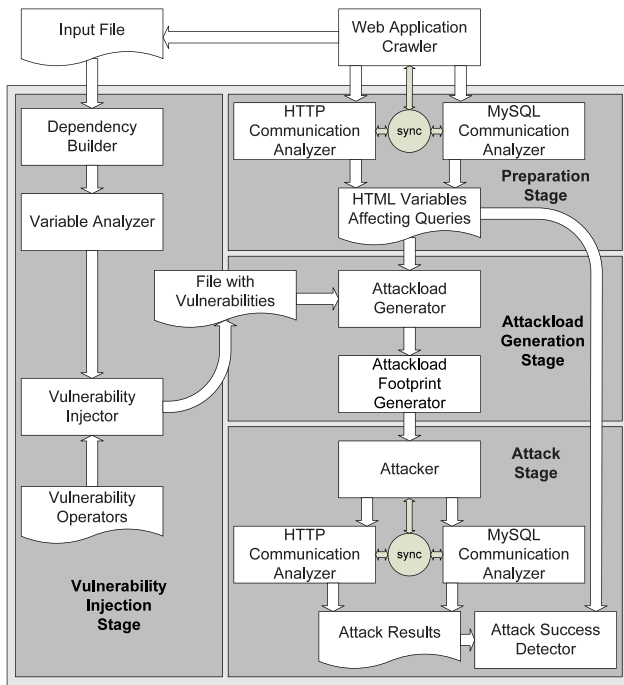 Input File
Web Application
Crawler
HTTP
Communication
Analyzer
sync
MySQL
Communication
Analyzer
Dependency
Builder
Preparation
Stage
Variable Analyzer
HTML Variables
Affecting Queries
File with
Vulnerabilities
Attackload
Generator
Attackload
Generation
Stage
Attackload
Footprint
Generator
Vulnerability
Injector
Attacker
Attack
Stage
Vulnerability
Operators
HTTP
Communication
Analyzer
sync
MySQL
Communication
Analyzer
Vulnerability
Injection
Stage
Attack Results
Attack Success
Detector